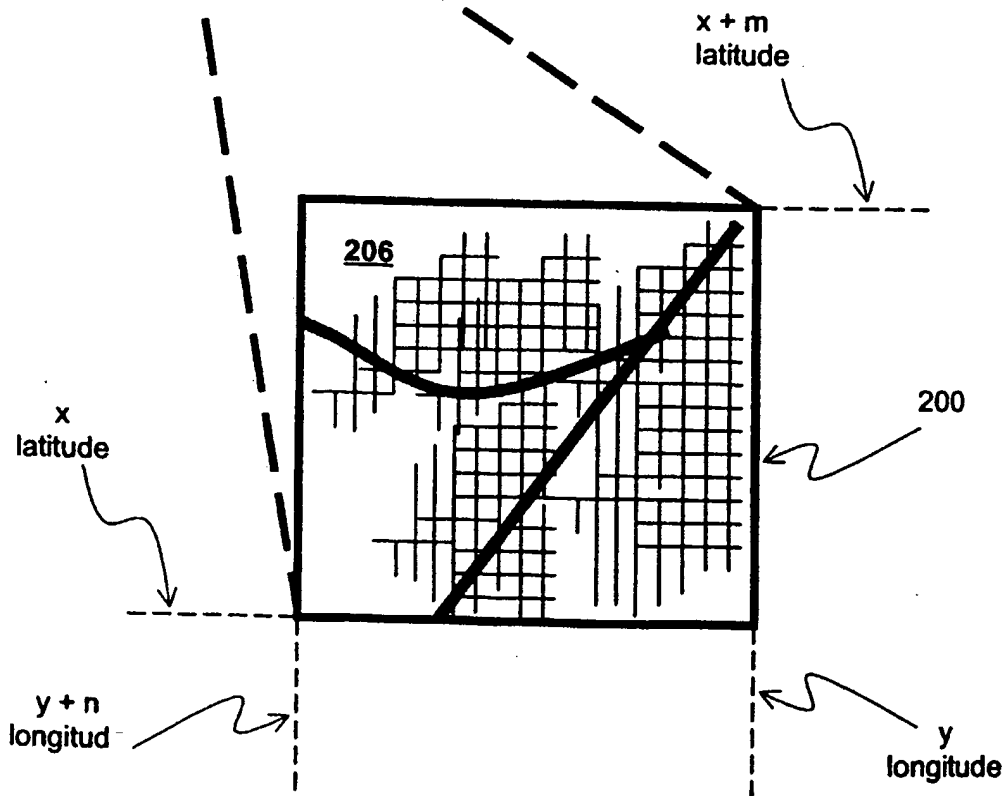 x + m
latitude
206
x
latitude
200
y + n
longitud
y
longitude